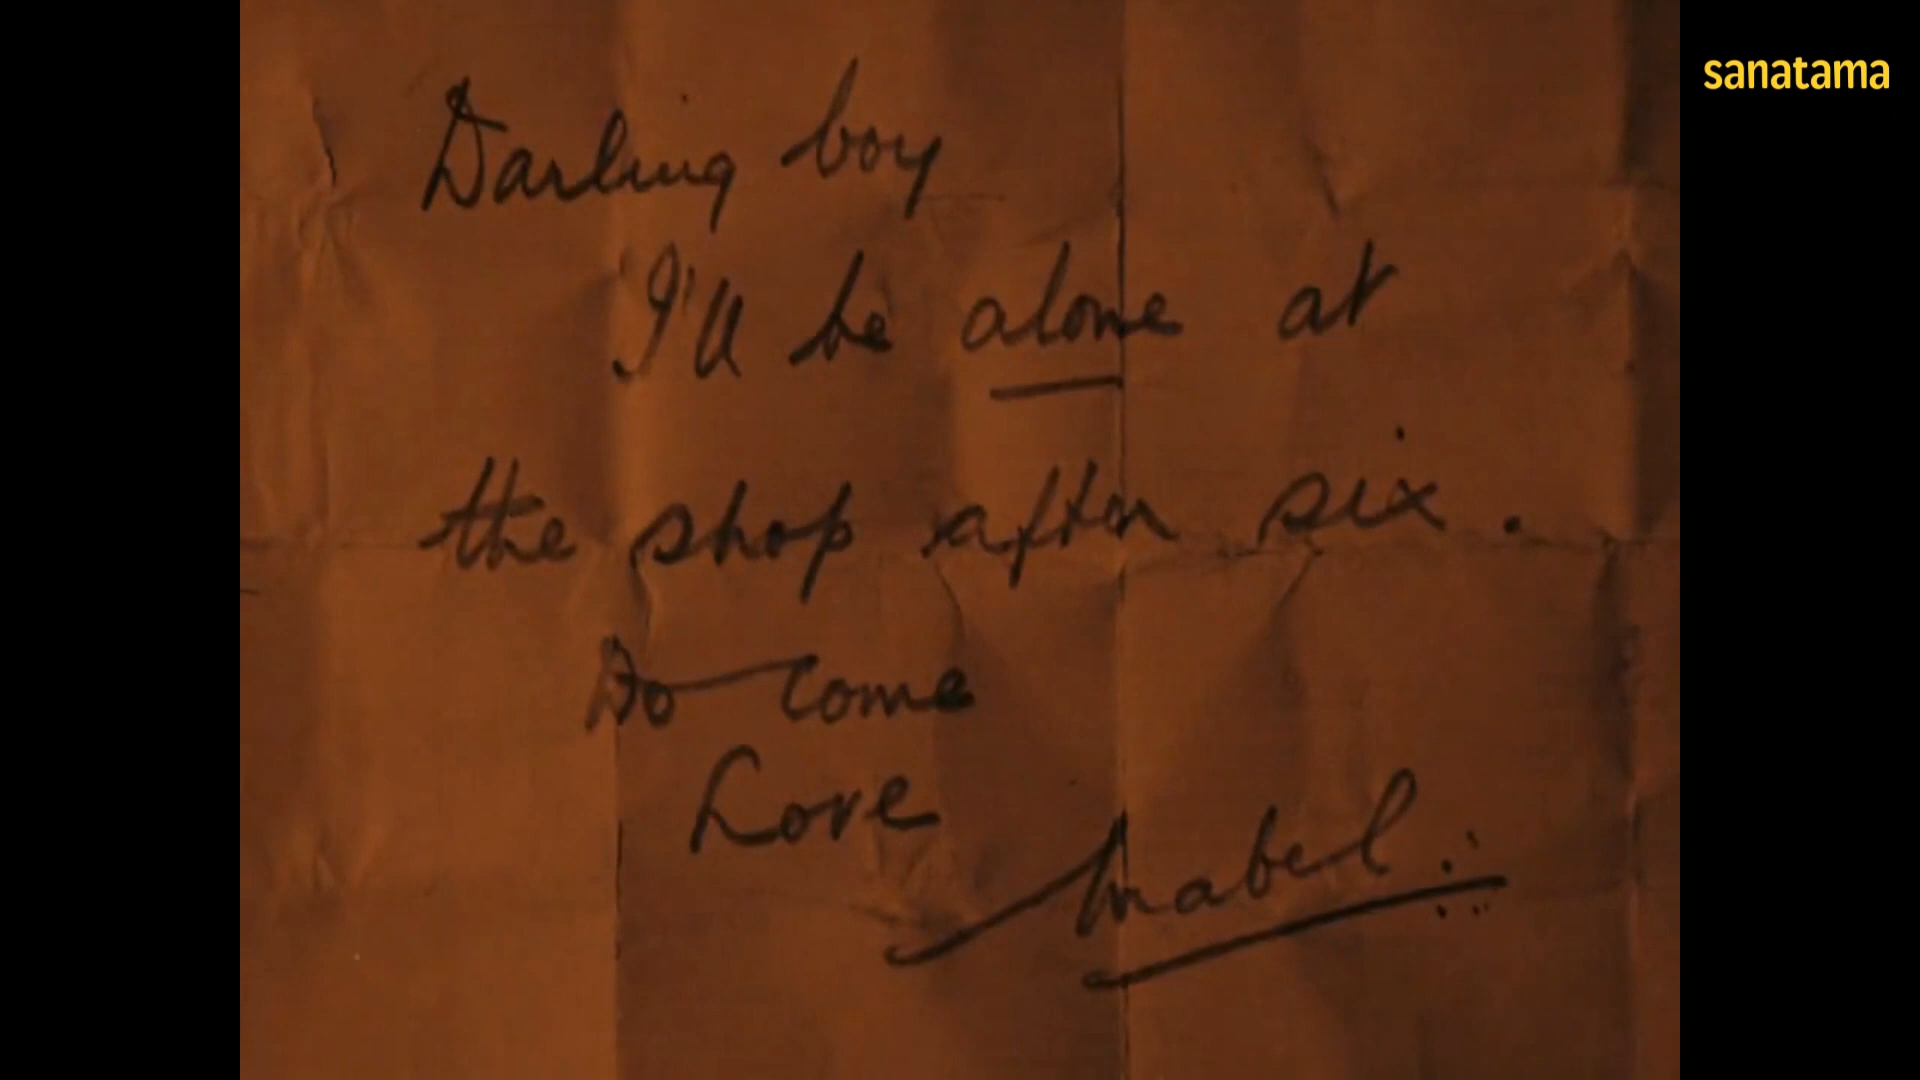 sanatama
Darling boy
I'll be alone at
the shop after six.
Do come
Love
Mabel.